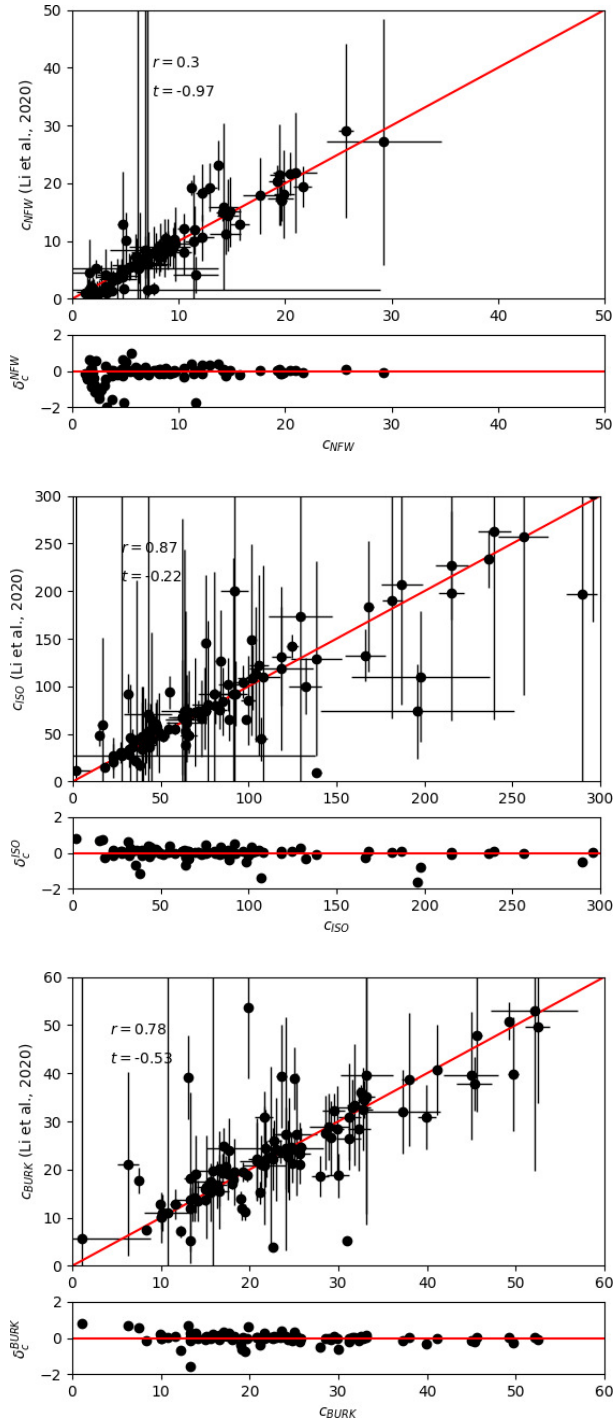 50
40
30
20
10
0
c_NFW (Li et al., 2020)
r = 0.3
t = -0.97
0 10 20 30 40 50
2
0
−2
δ_c^NFW
0 10 20 30 40 50
c_NFW
300
250
200
150
100
50
0
c_ISO (Li et al., 2020)
r = 0.87
t = -0.22
0 50 100 150 200 250 300
2
0
−2
δ_c^ISO
0 50 100 150 200 250 300
c_ISO
60
50
40
30
20
10
0
c_BURK (Li et al., 2020)
r = 0.78
t = -0.53
0 10 20 30 40 50 60
2
0
−2
δ_c^BURK
0 10 20 30 40 50 60
c_BURK